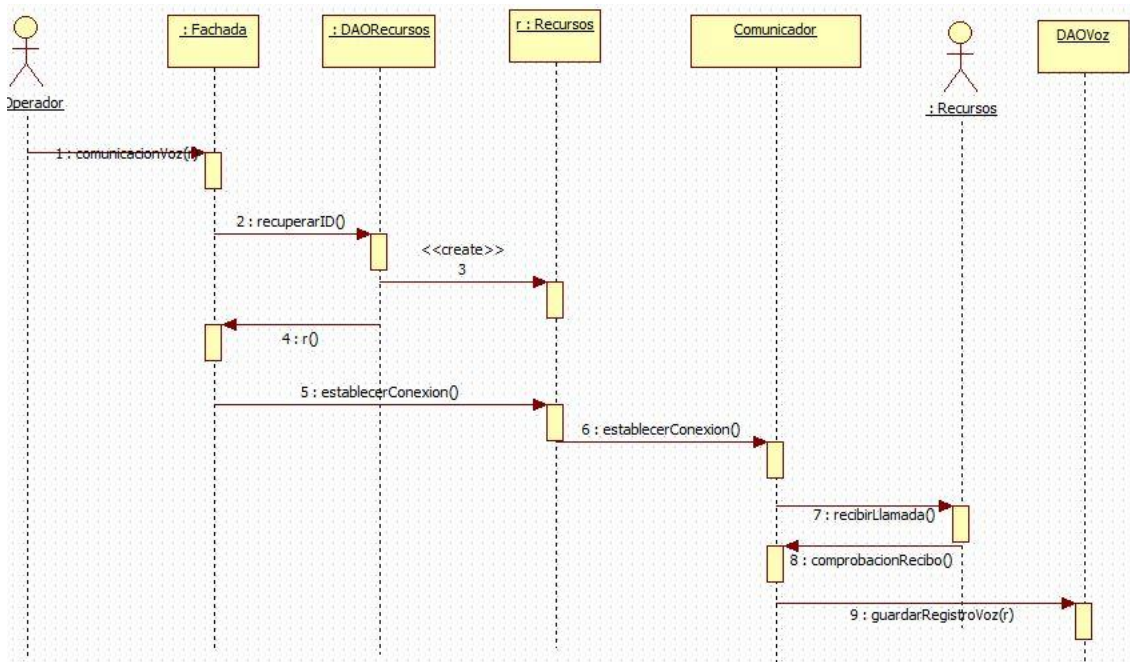 : Fachada
: DAORecursos
r : Recursos
Comunicador
DAOVoz
Operador
: Recursos
1 : comunicacionVoz(r)
2 : recuperarID()
<<create>>
3
4 : r()
5 : establecerConexion()
6 : establecerConexion()
7 : recibirLlamada()
8 : comprobacionRecibo()
9 : guardarRegistroVoz(r)